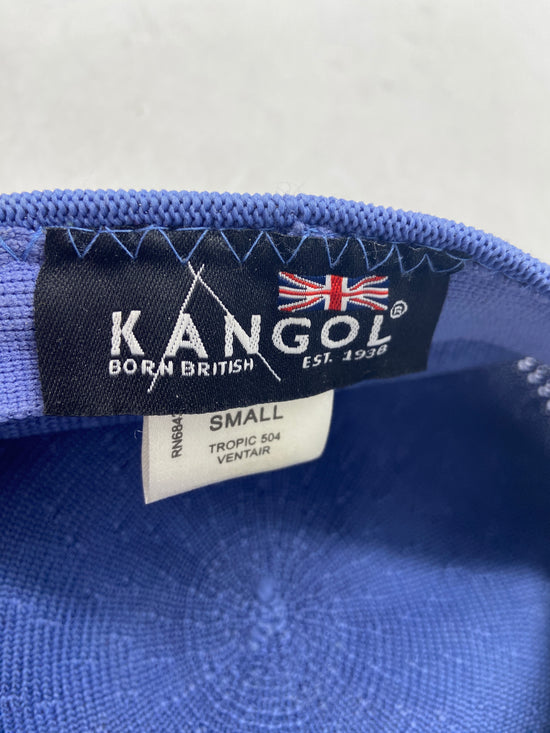 KANGOL®
BORN BRITISH EST. 1938
SMALL
TROPIC 504
VENTAIR